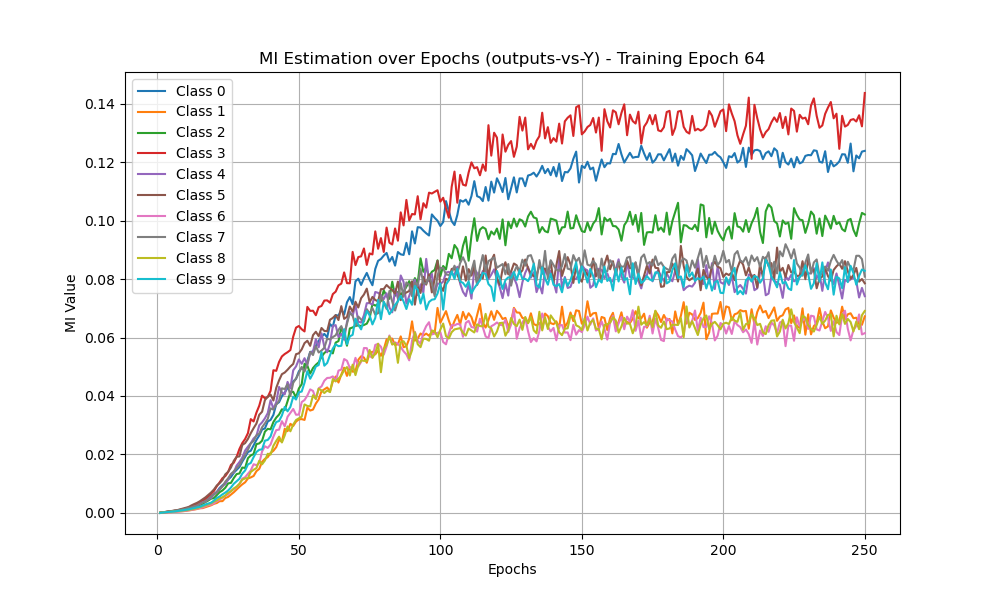 MI Estimation over Epochs (outputs-vs-Y) - Training Epoch 64
Class 0
Class 1
Class 2
Class 3
Class 4
Class 5
Class 6
Class 7
Class 8
Class 9
MI Value
0.14
0.12
0.10
0.08
0.06
0.04
0.02
0.00
0
50
100
150
200
250
Epochs